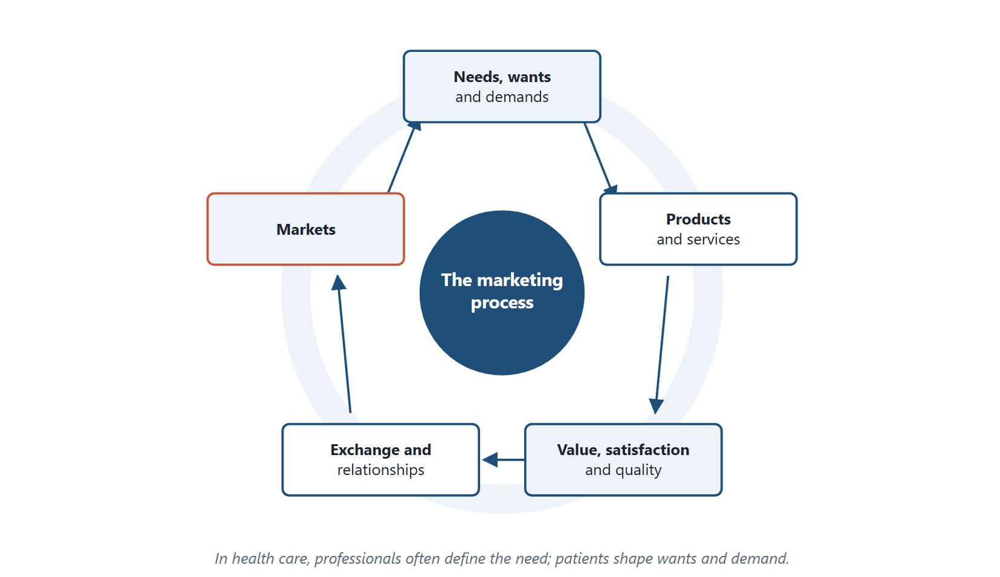 Needs, wants
and demands
Markets
Products
and services
The marketing
process
Exchange and
relationships
Value, satisfaction
and quality
In health care, professionals often define the need; patients shape wants and demand.